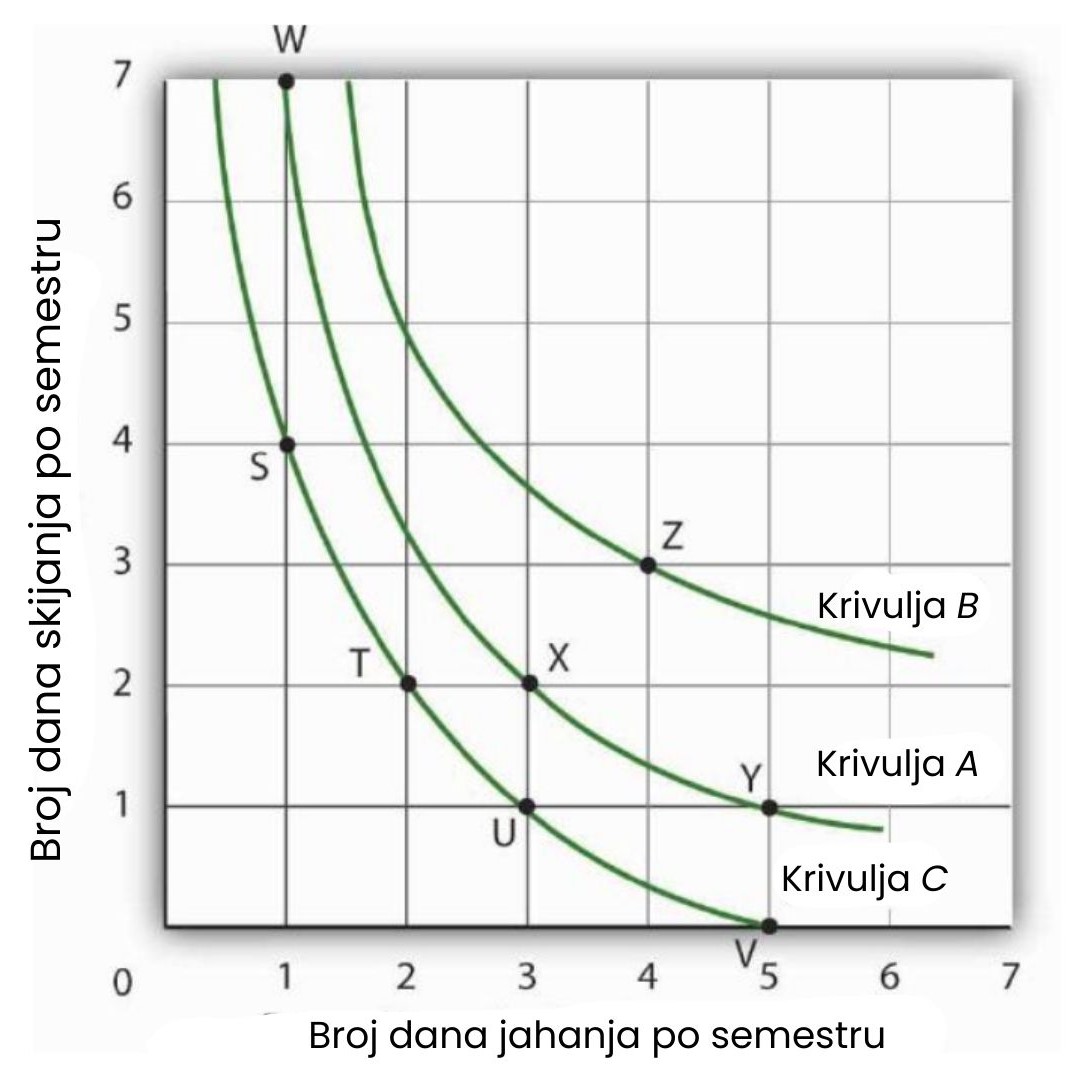 W
7
6
5
4
3
2
1
0
Broj dana skijanja po semestru
S
Z
Krivulja B
T
X
Krivulja A
Y
U
Krivulja C
V
1 2 3 4 5 6 7
Broj dana jahanja po semestru